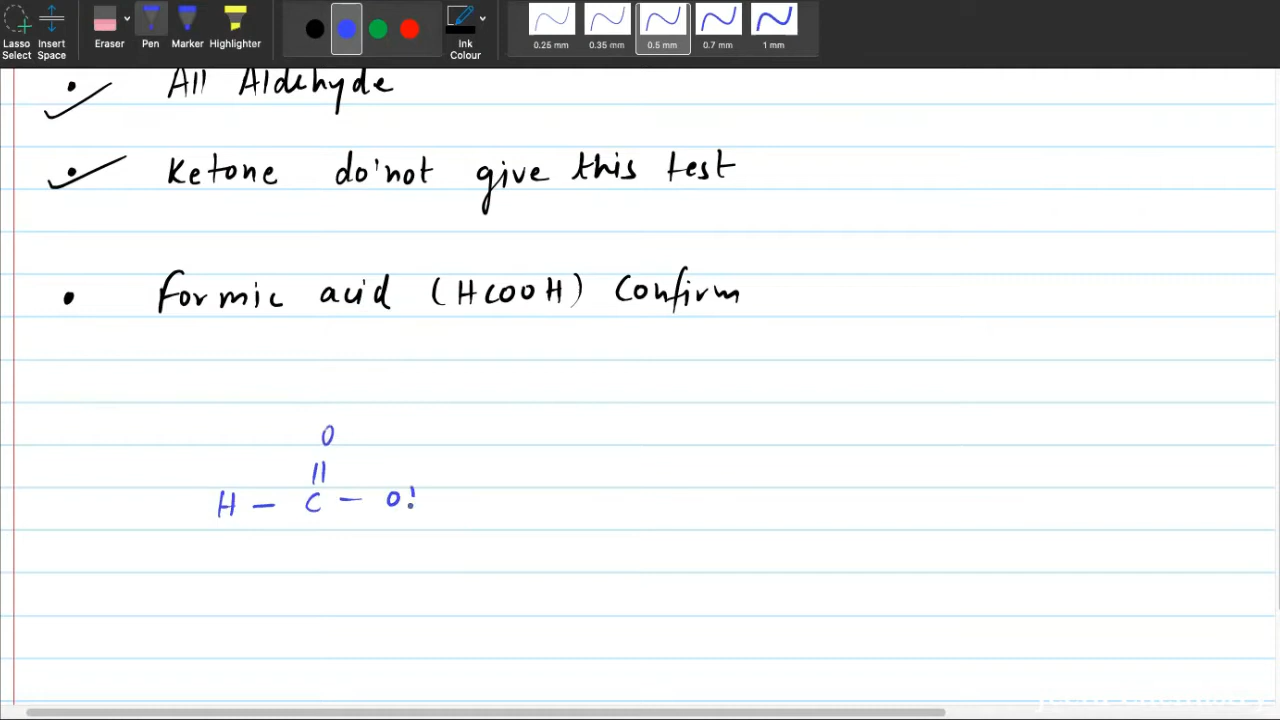 Lasso Select
Insert Space
Eraser
Pen
Marker
Highlighter
Ink Colour
0.25 mm
0.35 mm
0.5 mm
0.7 mm
1 mm
• All Aldehyde
• Ketone do'not give this test
• Formic acid (HCOOH) Confirm
O
||
H – C – O